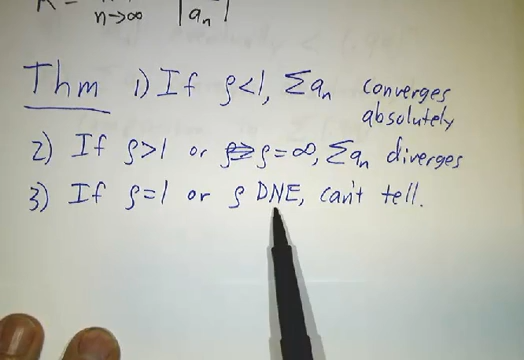 n→∞ |aₙ|
Thm 1) If ρ<1, Σaₙ converges
absolutely
2) If ρ>1 or ρ=∞, Σaₙ diverges
3) If ρ=1 or ρ DNE, can't tell.